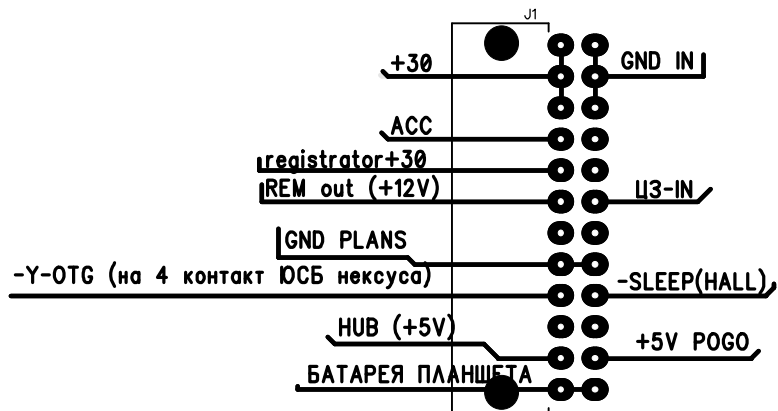 J1
+30
GND IN
ACC
registrator+30
REM out (+12V)
ЦЗ-IN
GND PLANS
-Y-OTG (на 4 контакт ЮСБ нексуса)
-SLEEP(HALL)
HUB (+5V)
+5V POGO
БАТАРЕЯ ПЛАНШЕТА